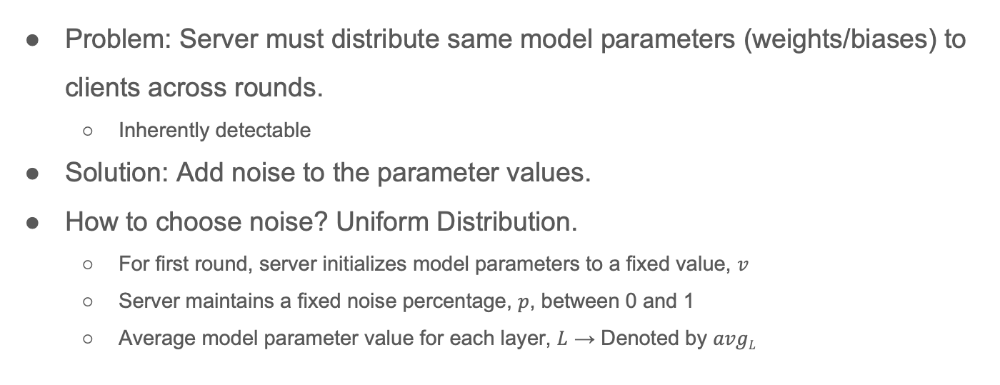 ● Problem: Server must distribute same model parameters (weights/biases) to
clients across rounds.
○ Inherently detectable
● Solution: Add noise to the parameter values.
● How to choose noise? Uniform Distribution.
○ For first round, server initializes model parameters to a fixed value, 𝑣
○ Server maintains a fixed noise percentage, 𝑝, between 0 and 1
○ Average model parameter value for each layer, 𝐿 → Denoted by 𝑎𝑣𝑔_𝐿